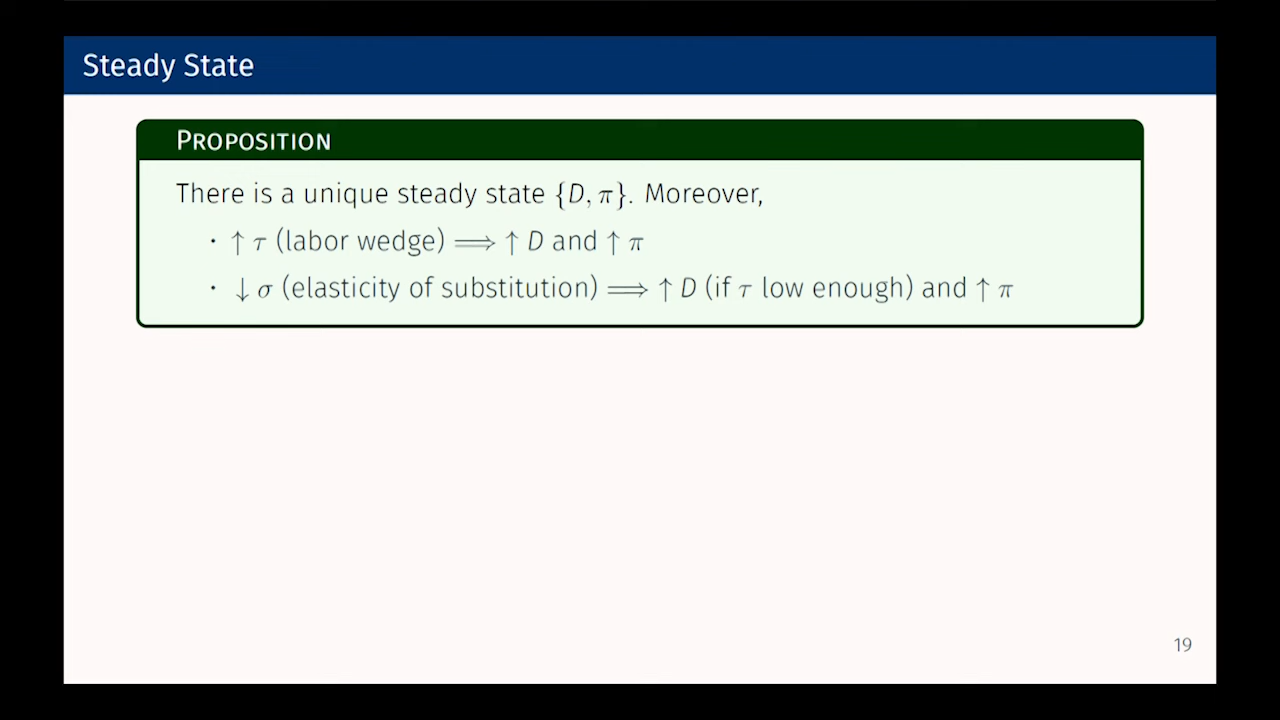 Steady State
PROPOSITION
There is a unique steady state {D, π}. Moreover,
· ↑ τ (labor wedge) ⟹ ↑ D and ↑ π
· ↓ σ (elasticity of substitution) ⟹ ↑ D (if τ low enough) and ↑ π
19